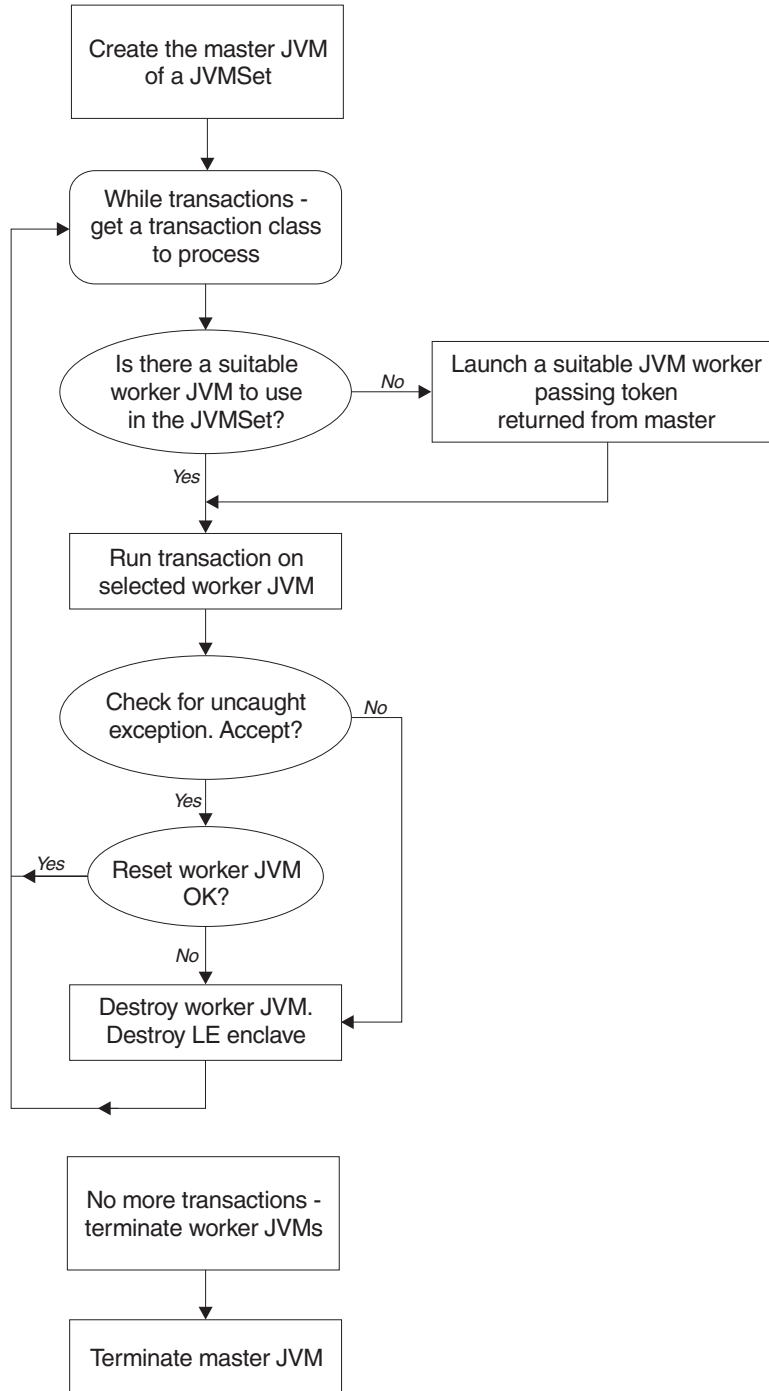 Create the master JVM
of a JVMSet
While transactions -
get a transaction class
to process
Is there a suitable
worker JVM to use
in the JVMSet?
No
Launch a suitable JVM worker
passing token
returned from master
Yes
Run transaction on
selected worker JVM
Check for uncaught
exception. Accept?
No
Yes
Reset worker JVM
OK?
Yes
No
Destroy worker JVM.
Destroy LE enclave
No more transactions -
terminate worker JVMs
Terminate master JVM